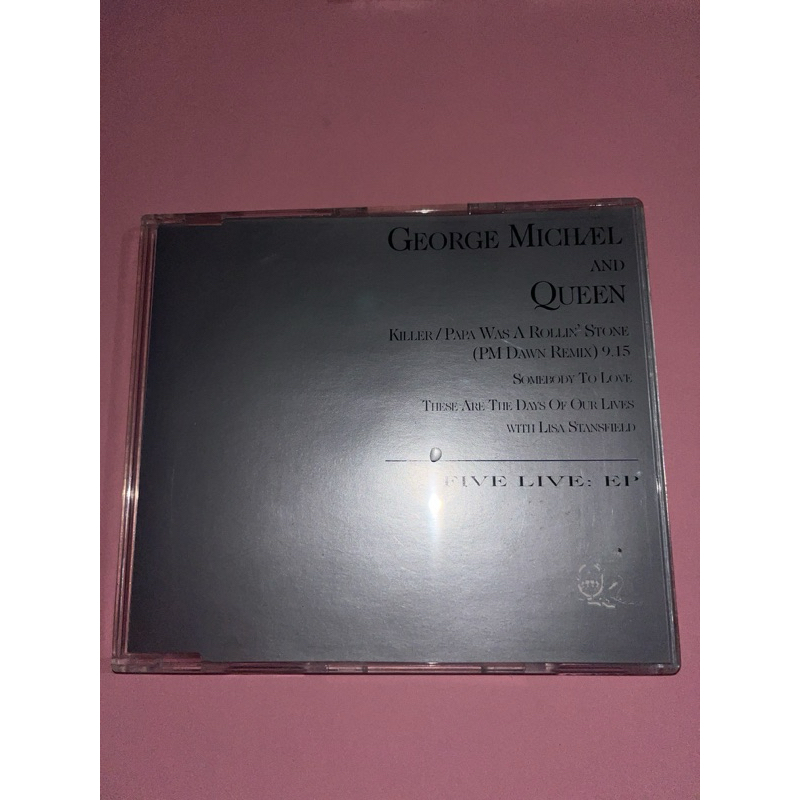 GEORGE MICHÆL
AND
QUEEN
KILLER / PAPA WAS A ROLLIN' STONE
(PM DAWN REMIX) 9.15
SOMEBODY TO LOVE
THESE ARE THE DAYS OF OUR LIVES
WITH LISA STANSFIELD
FIVE LIVE: EP